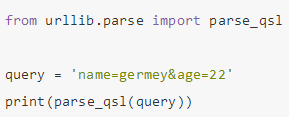 from urllib.parse import parse_qsl
query = 'name=germey&age=22'
print(parse_qsl(query))